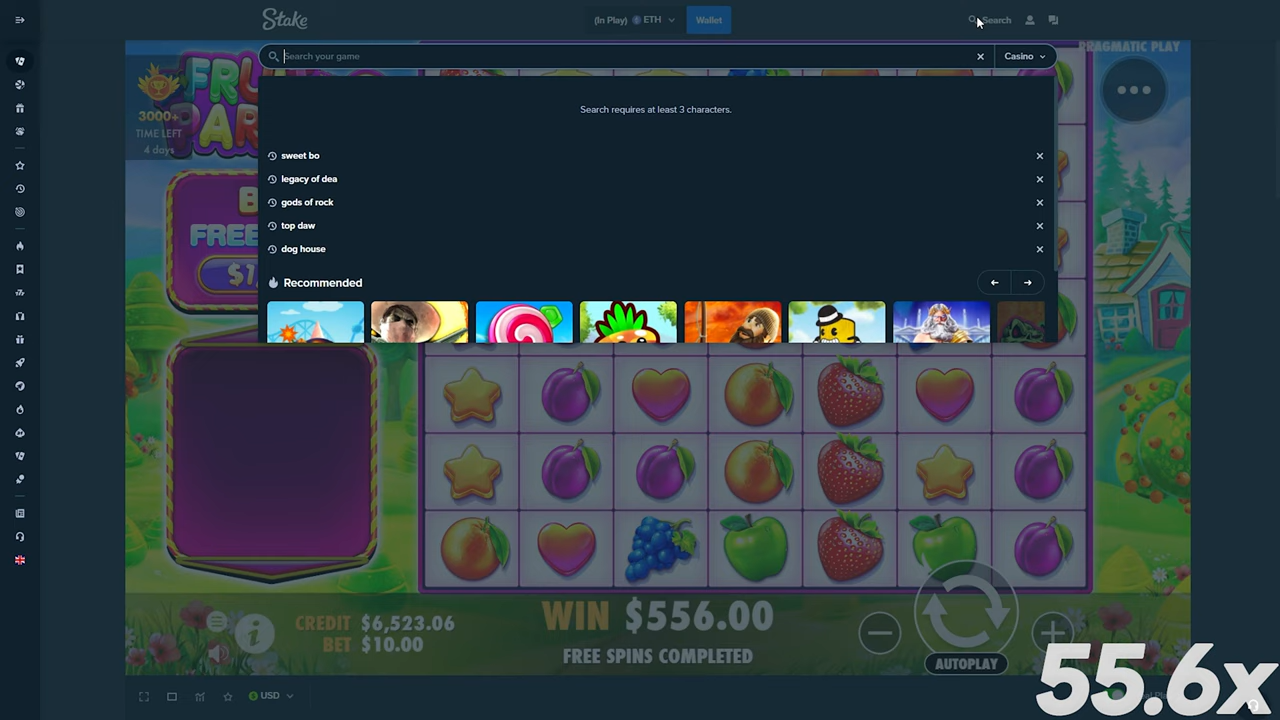 Stake
(In Play) ETH
Wallet
Search
PRAGMATIC PLAY
Search your game
Casino
3000+
TIME LEFT
4 days
Search requires at least 3 characters.
sweet bo
legacy of dea
gods of rock
top daw
dog house
FREE
Recommended
WIN $556.00
CREDIT $6,523.06
BET $10.00
FREE SPINS COMPLETED
AUTOPLAY
USD
55.6x